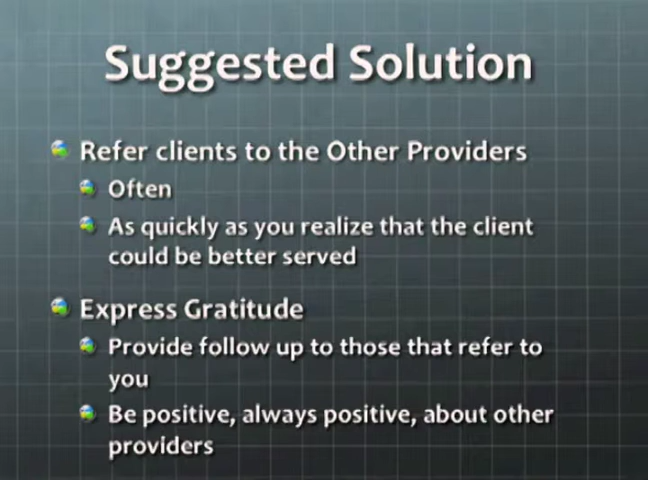 Suggested Solution
Refer clients to the Other Providers
Often
As quickly as you realize that the client
could be better served
Express Gratitude
Provide follow up to those that refer to
you
Be positive, always positive, about other
providers